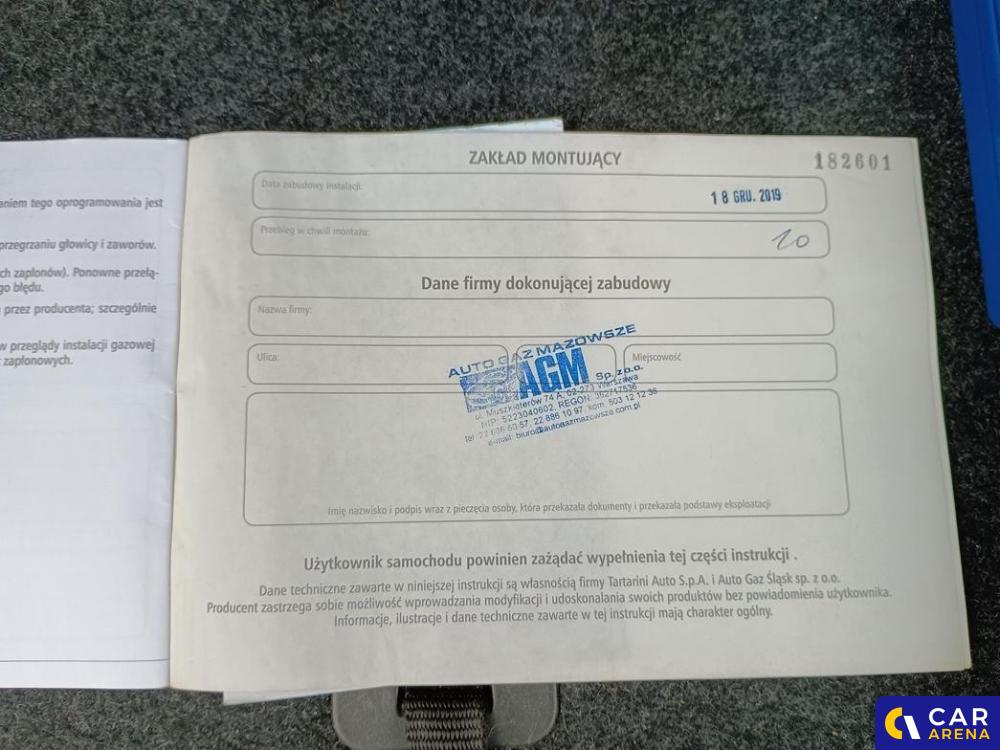 aniem tego oprogramowania jest
przegrzaniu głowicy i zaworów.
ch zapłonów). Ponowne przełą-
go błędu.
przez producenta; szczególnie
w przeglądy instalacji gazowej
zapłonowych.
ZAKŁAD MONTUJĄCY
182601
Data zabudowy instalacji:
18 GRU. 2019
Przebieg w chwili montażu:
10
Dane firmy dokonującej zabudowy
Nazwa firmy:
Ulica:
Miejscowość
AUTO GAZ MAZOWSZE
AGM Sp. z o.o.
ul. Muszkieterów 74 A, 02-273 Warszawa
NIP: 5223040602, REGON: 362717536
tel. 22 886 10 97, kom. 503 12 12 36
e-mail: biuro@autogazmazowsze.com.pl
Imię nazwisko i podpis wraz z pieczęcia osoby, która przekazała dokumenty i przekazała podstawy eksploatacji
Użytkownik samochodu powinien zażądać wypełnienia tej części instrukcji .
Dane techniczne zawarte w niniejszej instrukcji są własnością firmy Tartarini Auto S.p.A. i Auto Gaz Śląsk sp. z o.o.
Producent zastrzega sobie możliwość wprowadzania modyfikacji i udoskonalania swoich produktów bez powiadomienia użytkownika.
Informacje, ilustracje i dane techniczne zawarte w tej instrukcji mają charakter ogólny.
CAR
ARENA